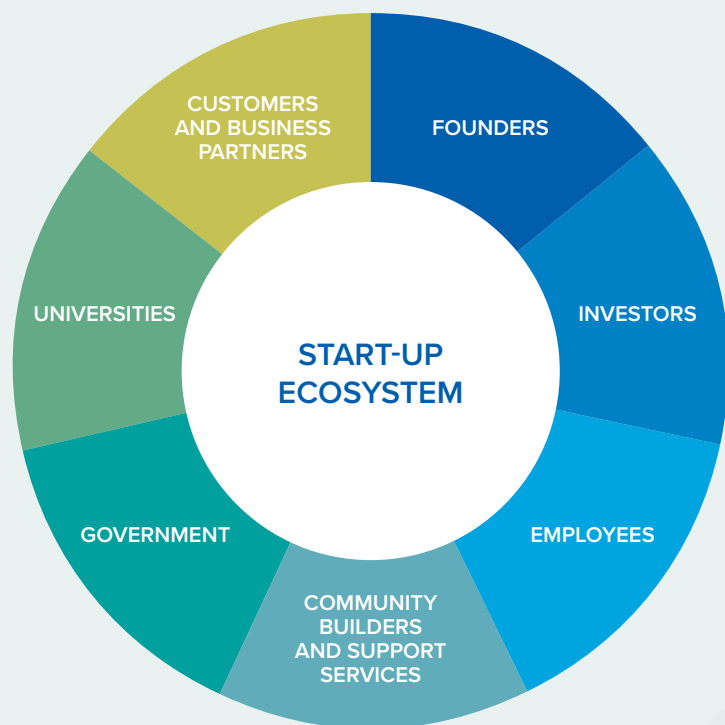 CUSTOMERS
AND BUSINESS
PARTNERS
FOUNDERS
UNIVERSITIES
INVESTORS
START-UP
ECOSYSTEM
GOVERNMENT
EMPLOYEES
COMMUNITY
BUILDERS
AND SUPPORT
SERVICES